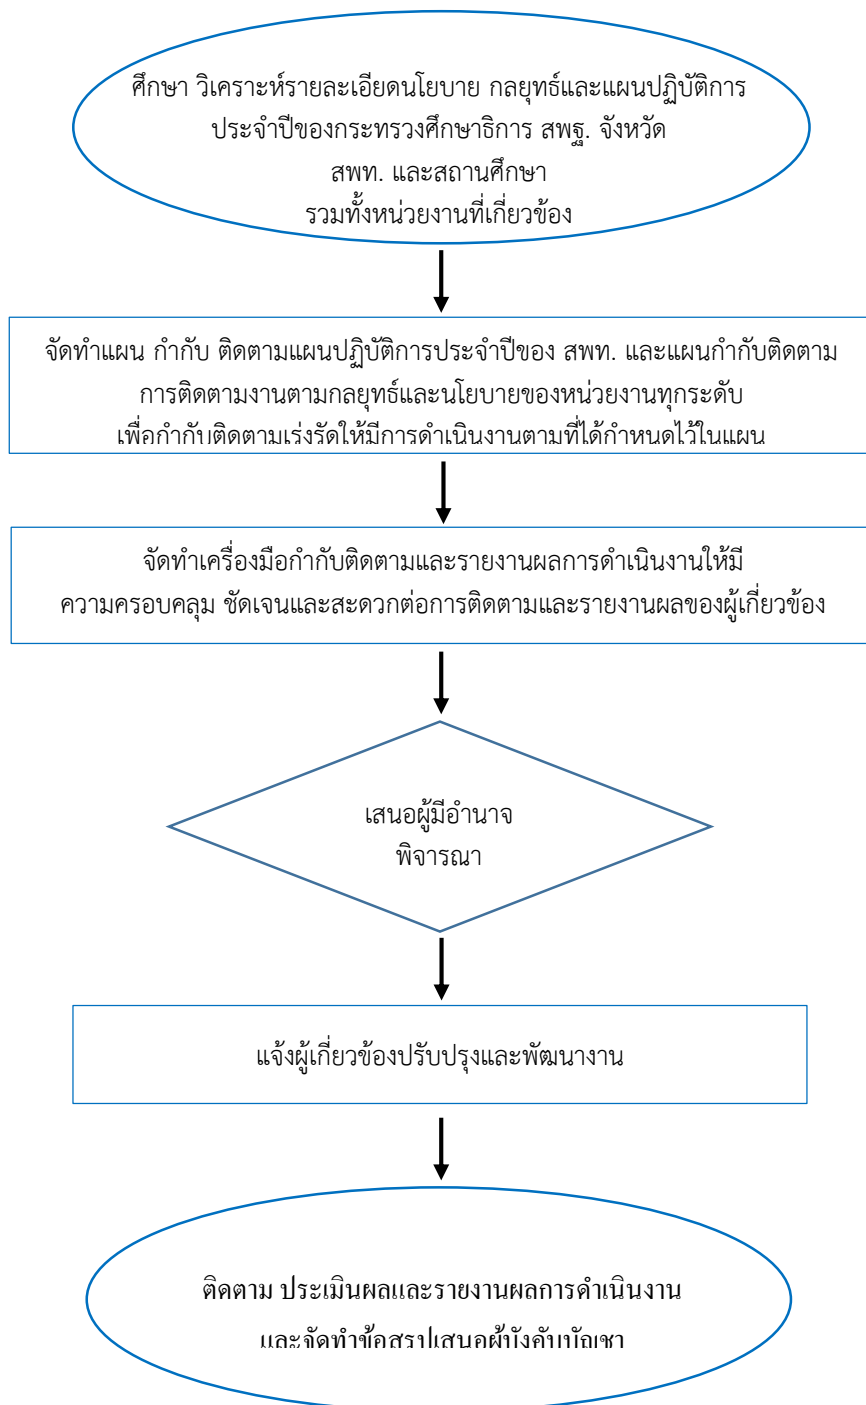 ศึกษา วิเคราะห์รายละเอียดนโยบาย กลยุทธ์และแผนปฏิบัติการ
ประจำปีของกระทรวงศึกษาธิการ สพฐ. จังหวัด
สพท. และสถานศึกษา
รวมทั้งหน่วยงานที่เกี่ยวข้อง
จัดทำแผน กำกับ ติดตามแผนปฏิบัติการประจำปีของ สพท. และแผนกำกับติดตาม
การติดตามงานตามกลยุทธ์และนโยบายของหน่วยงานทุกระดับ
เพื่อกำกับติดตามเร่งรัดให้มีการดำเนินงานตามที่ได้กำหนดไว้ในแผน
จัดทำเครื่องมือกำกับติดตามและรายงานผลการดำเนินงานให้มี
ความครอบคลุม ชัดเจนและสะดวกต่อการติดตามและรายงานผลของผู้เกี่ยวข้อง
เสนอผู้มีอำนาจ
พิจารณา
แจ้งผู้เกี่ยวข้องปรับปรุงและพัฒนางาน
ติดตาม ประเมินผลและรายงานผลการดำเนินงาน
และจัดทำข้อสรุปเสนอผู้บังคับบัญชา